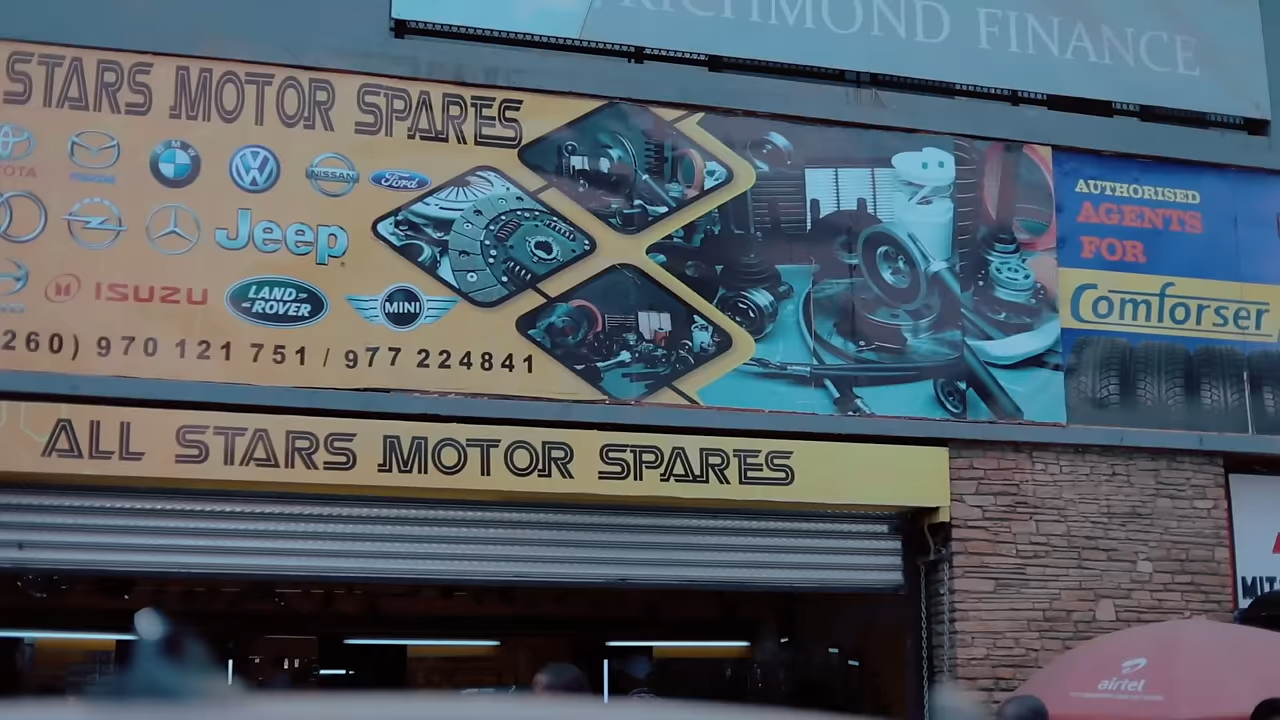 RICHMOND FINANCE
STARS MOTOR SPARES
BMW
NISSAN
Ford
Jeep
ISUZU
LAND-
ROVER
MINI
260) 970 121 751 / 977 224841
AUTHORISED
AGENTS
FOR
Comforser
ALL STARS MOTOR SPARES
airtel